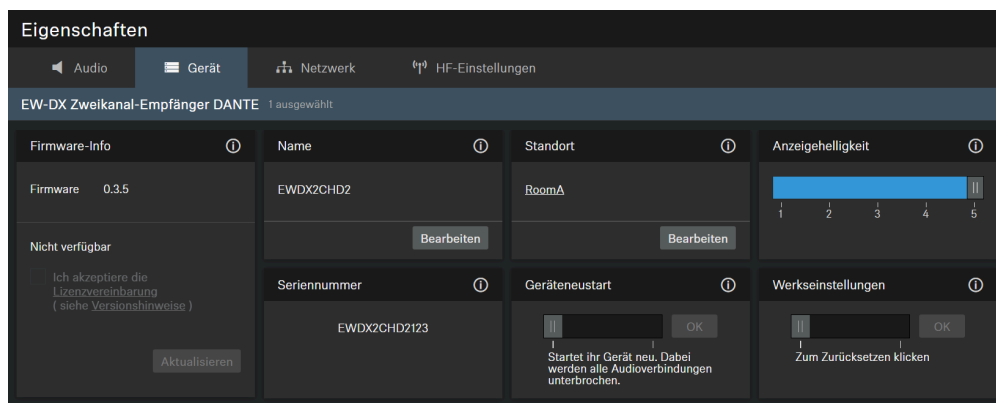 Eigenschaften
Audio Gerät Netzwerk HF-Einstellungen
EW-DX Zweikanal-Empfänger DANTE 1 ausgewählt
Firmware-Info
Firmware 0.3.5
Nicht verfügbar
Ich akzeptiere die
Lizenzvereinbarung
( siehe Versionshinweise )
Aktualisieren
Name
EWDX2CHD2
Bearbeiten
Standort
RoomA
Bearbeiten
Anzeigehelligkeit
1 2 3 4 5
Seriennummer
EWDX2CHD2123
Geräteneustart
OK
Startet ihr Gerät neu. Dabei
werden alle Audioverbindungen
unterbrochen.
Werkseinstellungen
OK
Zum Zurücksetzen klicken